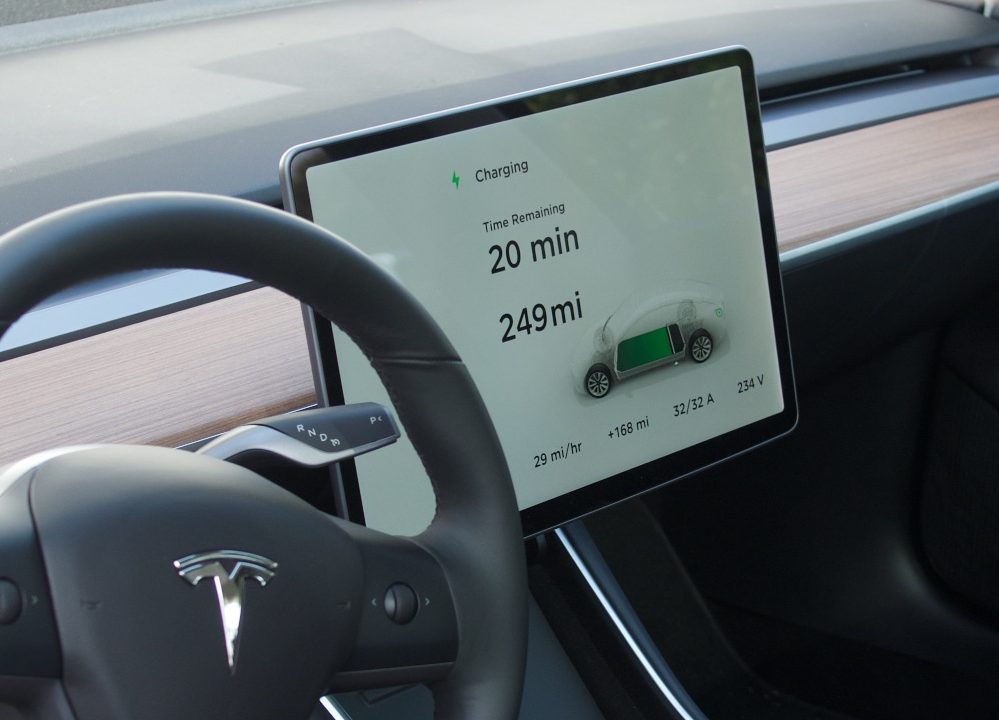 Charging
Time Remaining
20 min
249mi
29 mi/hr
+168 mi
32/32 A
234 V
R
N
D
P